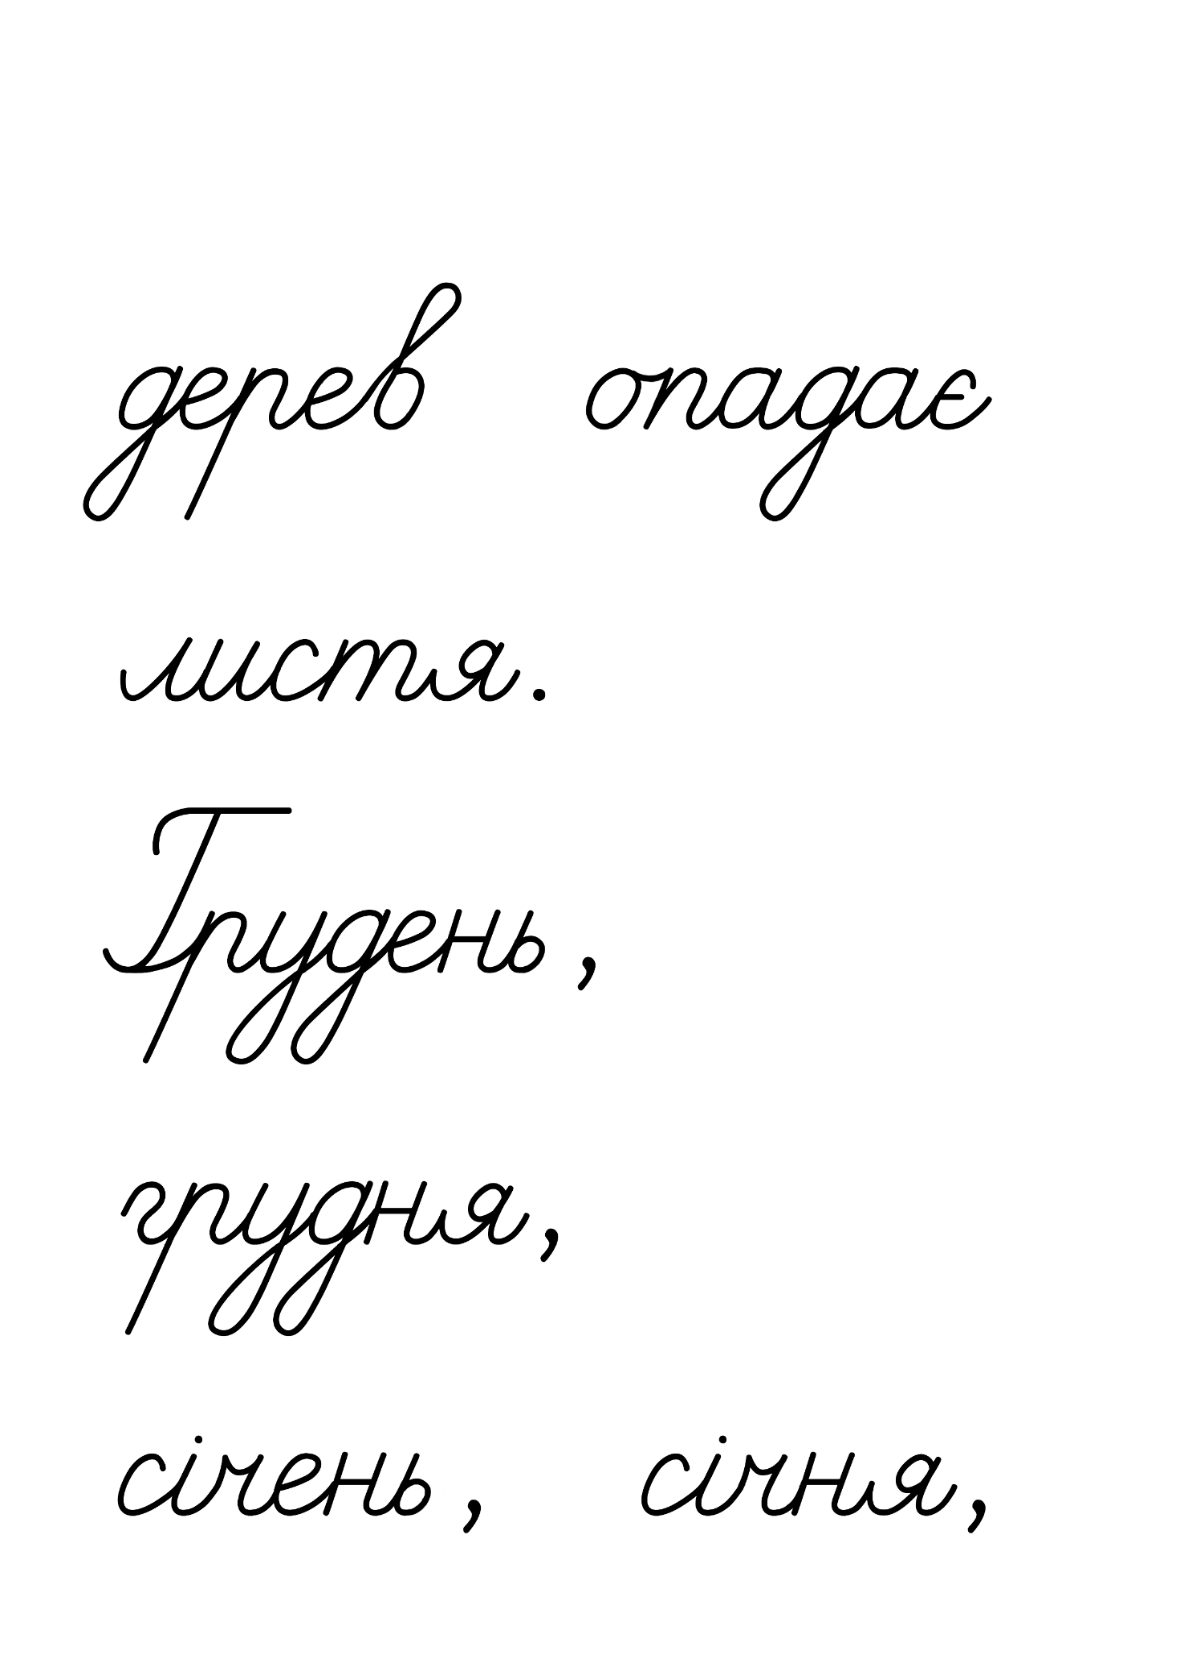 дерев опадає
листя.
Грудень,
грудня,
січень, січня,